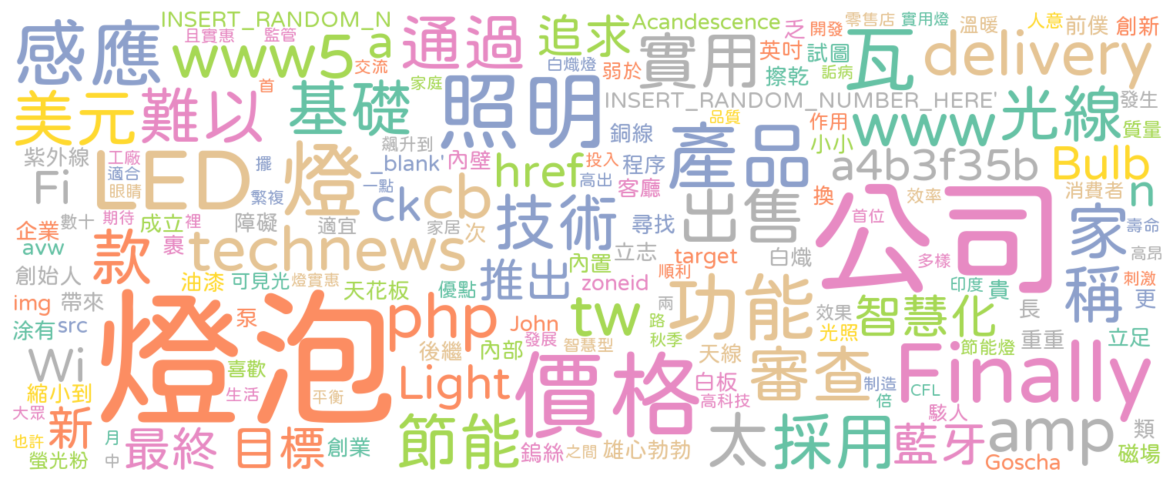 INSERT_RANDOM_N
Acandescence
乏
開發
零售店
實用燈
溫暖
人意
前僕
創新
且實惠
監管
感應
www5
a
通過
追求
實用
英吋
試圖
瓦
delivery
交流
白熾燈
弱於
擦乾
詬病
首
家庭
美元
難以
基礎
照明
INSERT_RANDOM_NUMBER_HERE'
光線
發生
品質
飆升到
銅線
產品
作用
小小
www
質量
紫外線
工廠
適合
LED
燈
_blank'
內壁
href
投入
程序
a4b3f35b
Bulb
Fi
眼睛
擺
繁複
一點
高出
客廳
出售
換
效率
消費者
n
企業
數十
期待
裡
障礙
適宜
ck
cb
技術
尋找
公司
首位
家
壽命
avw
成立
款
裹
technews
家居
次
立志
白熾
多樣
高昂
創始人
油漆
可見光
燈實惠
優點
推出
內置
target
順利
印度
貴
稱
刺激
img
帶來
天花板
zoneid
功能
智慧化
更
涂有
src
泵
燈泡
php
John
發展
tw
兩
路
秋季
效果
光照
長
Wi
喜歡
後繼
內部
智慧型
價格
天線
審查
Finally
節能燈
重重
立足
縮小到
生活
平衡
Light
白板
高科技
制造
倍
CFL
大眾
新
駭人
類
也許
月
中
最終
目標
創業
節能
鎢絲
之間
雄心勃勃
太
採用
藍牙
amp
磁場
螢光粉
Goscha